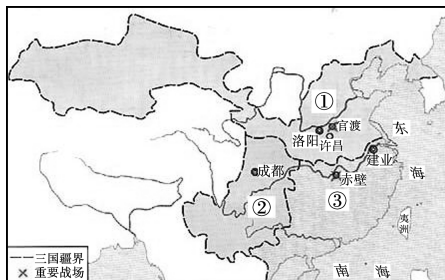 ①
官渡
洛阳
许昌
东
建业
海
成都
赤壁
②
③
夷洲
三国疆界
重要战场
南 海